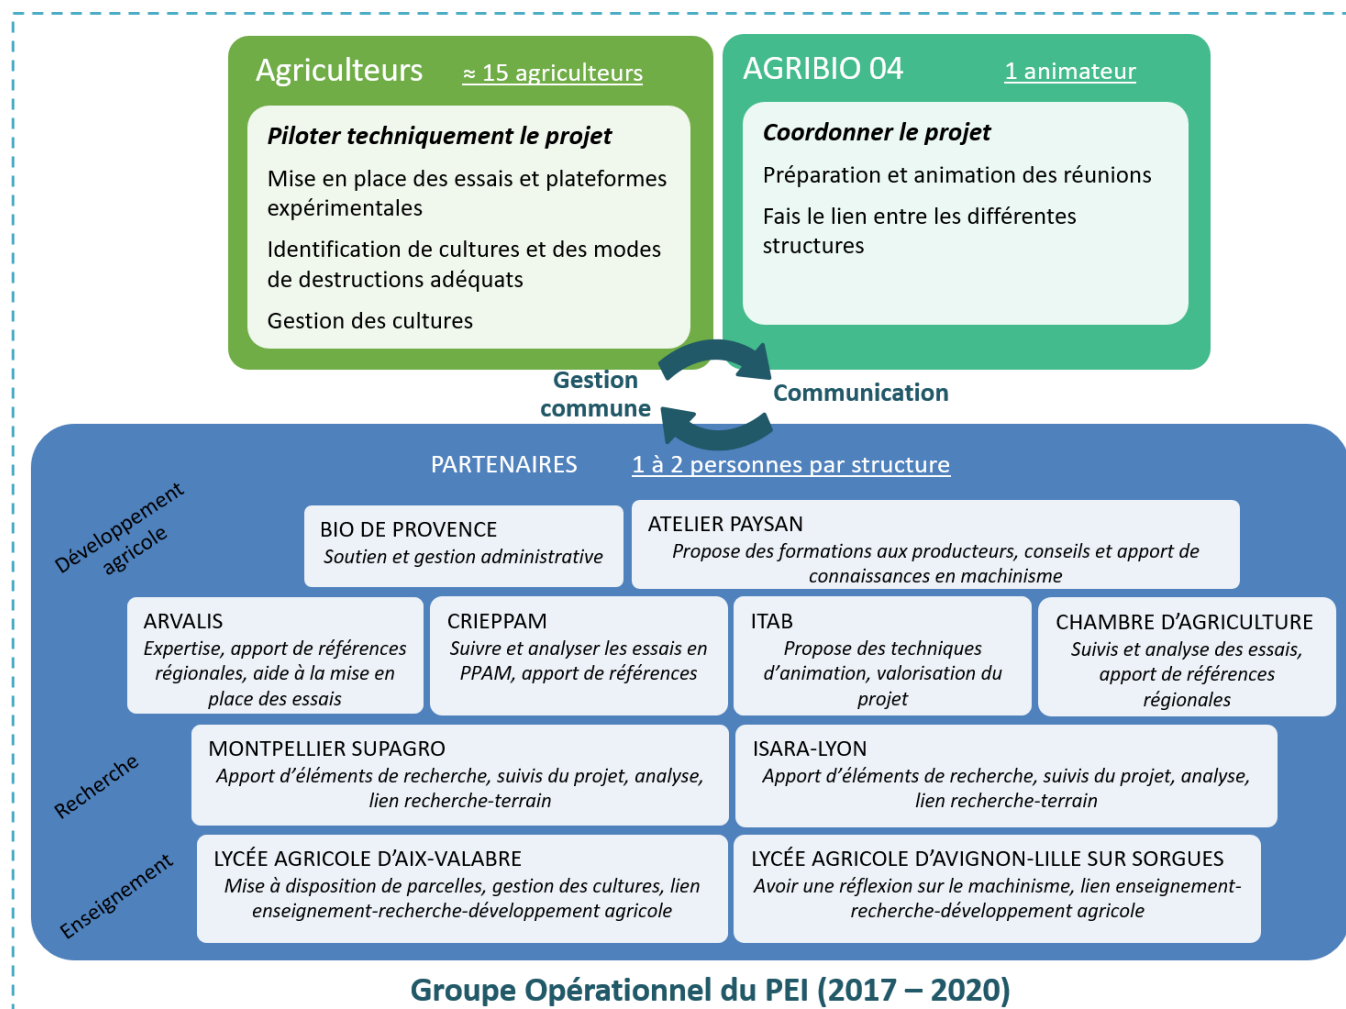 Agriculteurs ≈ 15 agriculteurs
Piloter techniquement le projet
Mise en place des essais et plateformes
expérimentales
Identification de cultures et des modes
de destructions adéquats
Gestion des cultures
AGRIBIO 04 1 animateur
Coordonner le projet
Préparation et animation des réunions
Fais le lien entre les différentes
structures
Gestion
commune
Communication
PARTENAIRES 1 à 2 personnes par structure
Développement
agricole
BIO DE PROVENCE
Soutien et gestion administrative
ATELIER PAYSAN
Propose des formations aux producteurs, conseils et apport de
connaissances en machinisme
ARVALIS
Expertise, apport de références
régionales, aide à la mise en
place des essais
CRIEPPAM
Suivre et analyser les essais en
PPAM, apport de références
ITAB
Propose des techniques
d’animation, valorisation du
projet
CHAMBRE D’AGRICULTURE
Suivis et analyse des essais,
apport de références
régionales
Recherche
MONTPELLIER SUPAGRO
Apport d’éléments de recherche, suivis du projet, analyse,
lien recherche-terrain
ISARA-LYON
Apport d’éléments de recherche, suivis du projet, analyse,
lien recherche-terrain
Enseignement
LYCÉE AGRICOLE D’AIX-VALABRE
Mise à disposition de parcelles, gestion des cultures, lien
enseignement-recherche-développement agricole
LYCÉE AGRICOLE D’AVIGNON-LILLE SUR SORGUES
Avoir une réflexion sur le machinisme, lien enseignement-
recherche-développement agricole
Groupe Opérationnel du PEI (2017 – 2020)